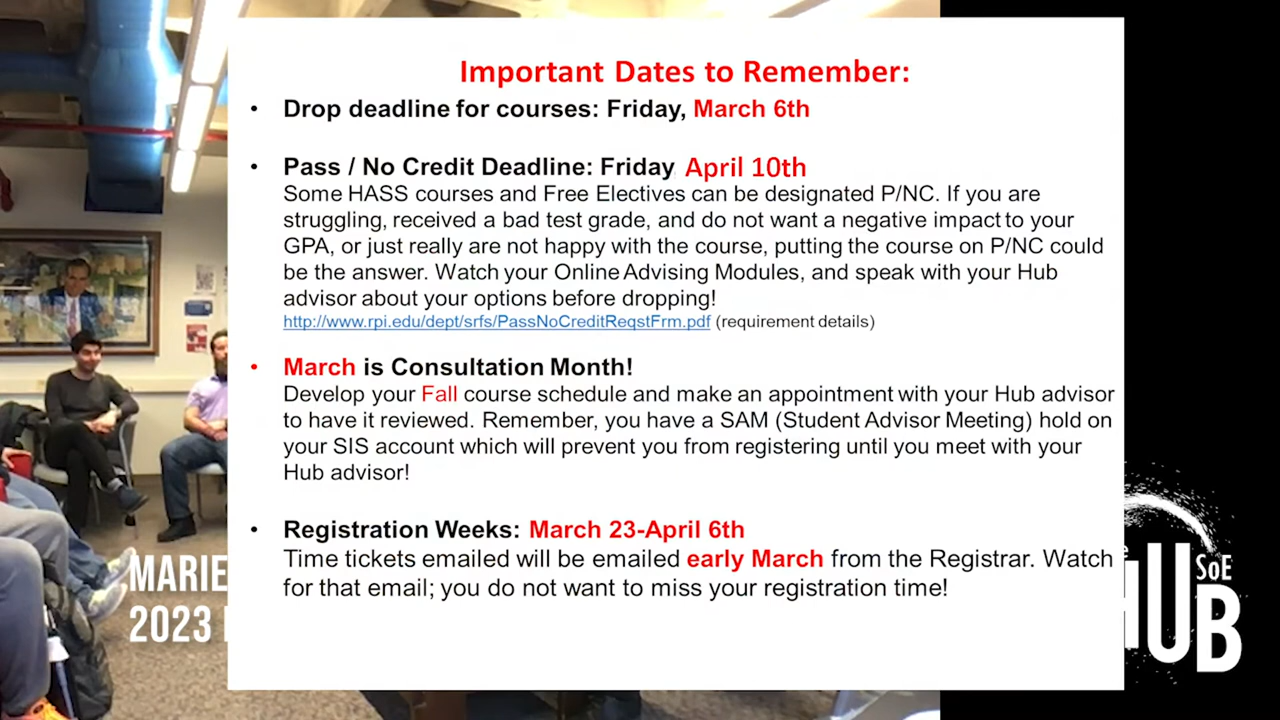 Important Dates to Remember:
• Drop deadline for courses: Friday, March 6th
• Pass / No Credit Deadline: Friday April 10th
Some HASS courses and Free Electives can be designated P/NC. If you are
struggling, received a bad test grade, and do not want a negative impact to your
GPA, or just really are not happy with the course, putting the course on P/NC could
be the answer. Watch your Online Advising Modules, and speak with your Hub
advisor about your options before dropping!
http://www.rpi.edu/dept/srfs/PassNoCreditReqstFrm.pdf (requirement details)
• March is Consultation Month!
Develop your Fall course schedule and make an appointment with your Hub advisor
to have it reviewed. Remember, you have a SAM (Student Advisor Meeting) hold on
your SIS account which will prevent you from registering until you meet with your
Hub advisor!
• Registration Weeks: March 23-April 6th
Time tickets emailed will be emailed early March from the Registrar. Watch
for that email; you do not want to miss your registration time!
MARIE
2023
SoE
HUB